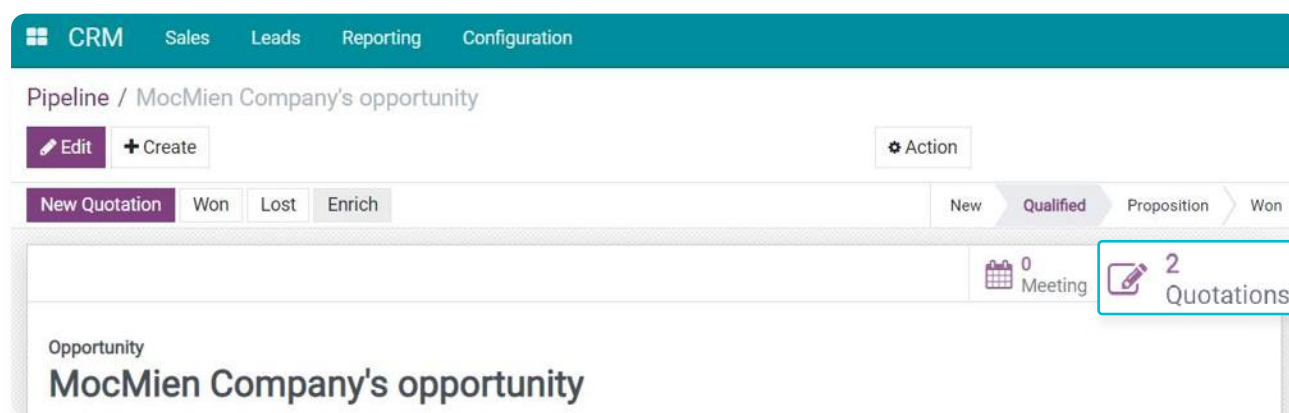 CRM Sales Leads Reporting Configuration
Pipeline / MocMien Company's opportunity
Edit Create Action
New Quotation Won Lost Enrich New Qualified Proposition Won
0 Meeting
2 Quotations
Opportunity
MocMien Company's opportunity